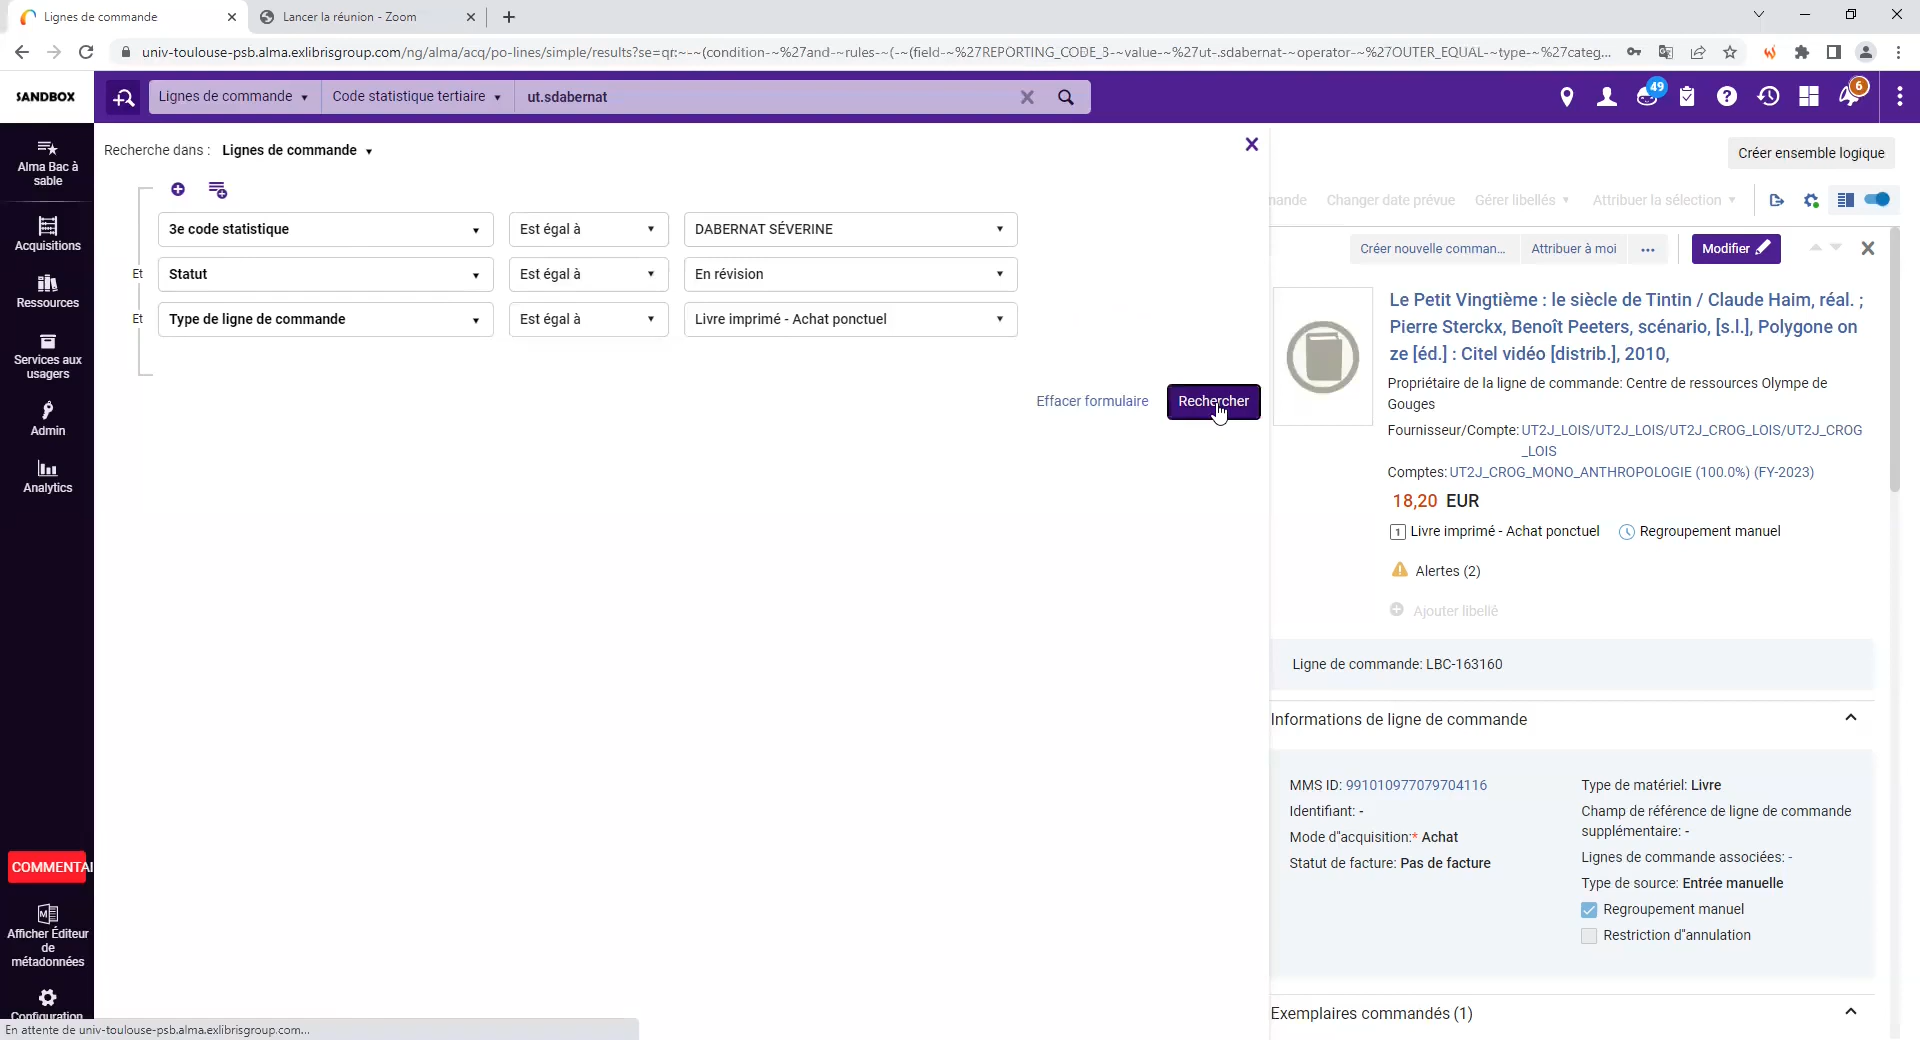 Lignes de commande
Lancer la réunion - Zoom
univ-toulouse-psb.alma.exlibrisgroup.com/ng/alma/acq/po-lines/simple/results?se=qr:~-~(condition-~%27and-~rules-~(-~(field-~%27REPORTING_CODE_3-~value-~%27ut-.sdabernat-~operator-~%27OUTER_EQUAL-~type-~%27categ...
SANDBOX
Lignes de commande
Code statistique tertiaire
ut.sdabernat
49
6
Alma Bac à
sable
Acquisitions
Ressources
Services aux
usagers
Admin
Analytics
COMMENTAI
Afficher Éditeur
de
métadonnées
Configuration
En attente de univ-toulouse-psb.alma.exlibrisgroup.com...
Recherche dans : Lignes de commande
3e code statistique
Est égal à
DABERNAT SÉVERINE
Et
Statut
Est égal à
En révision
Et
Type de ligne de commande
Est égal à
Livre imprimé - Achat ponctuel
Effacer formulaire
Rechercher
Créer ensemble logique
nande
Changer date prévue
Gérer libellés
Attribuer la sélection
Créer nouvelle comman...
Attribuer à moi
...
Modifier
Le Petit Vingtième : le siècle de Tintin / Claude Haim, réal. ;
Pierre Sterckx, Benoît Peeters, scénario, [s.l.], Polygone on
ze [éd.] : Citel vidéo [distrib.], 2010,
Propriétaire de la ligne de commande: Centre de ressources Olympe de
Gouges
Fournisseur/Compte: UT2J_LOIS/UT2J_LOIS/UT2J_CROG_LOIS/UT2J_CROG
_LOIS
Comptes: UT2J_CROG_MONO_ANTHROPOLOGIE (100.0%) (FY-2023)
18,20 EUR
1 Livre imprimé - Achat ponctuel
Regroupement manuel
Alertes (2)
Ajouter libellé
Ligne de commande: LBC-163160
Informations de ligne de commande
MMS ID: 991010977079704116
Identifiant: -
Mode d"acquisition:* Achat
Statut de facture: Pas de facture
Type de matériel: Livre
Champ de référence de ligne de commande
supplémentaire: -
Lignes de commande associées: -
Type de source: Entrée manuelle
Regroupement manuel
Restriction d"annulation
Exemplaires commandés (1)